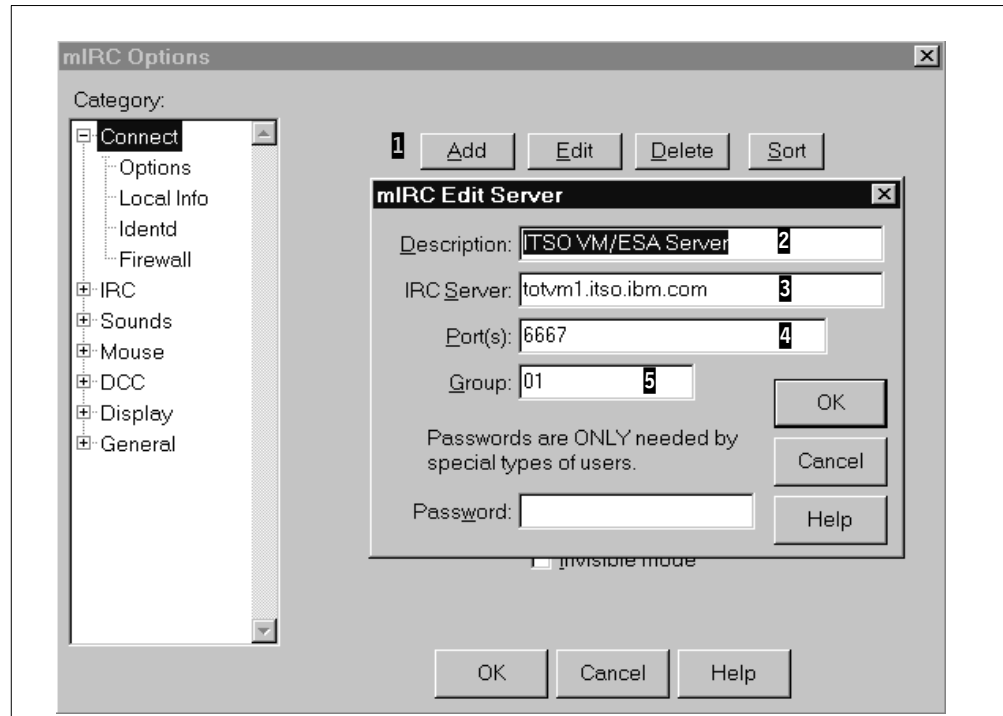 mIRC Options
Category:
Connect
Options
Local Info
Identd
Firewall
IRC
Sounds
Mouse
DCC
Display
General
1 Add Edit Delete Sort
mIRC Edit Server
Description: ITSO VM/ESA Server 2
IRC Server: totvm1.itso.ibm.com 3
Port(s): 6667 4
Group: 01 5
OK
Passwords are ONLY needed by
special types of users.
Cancel
Password:
Help
Invisible mode
OK Cancel Help